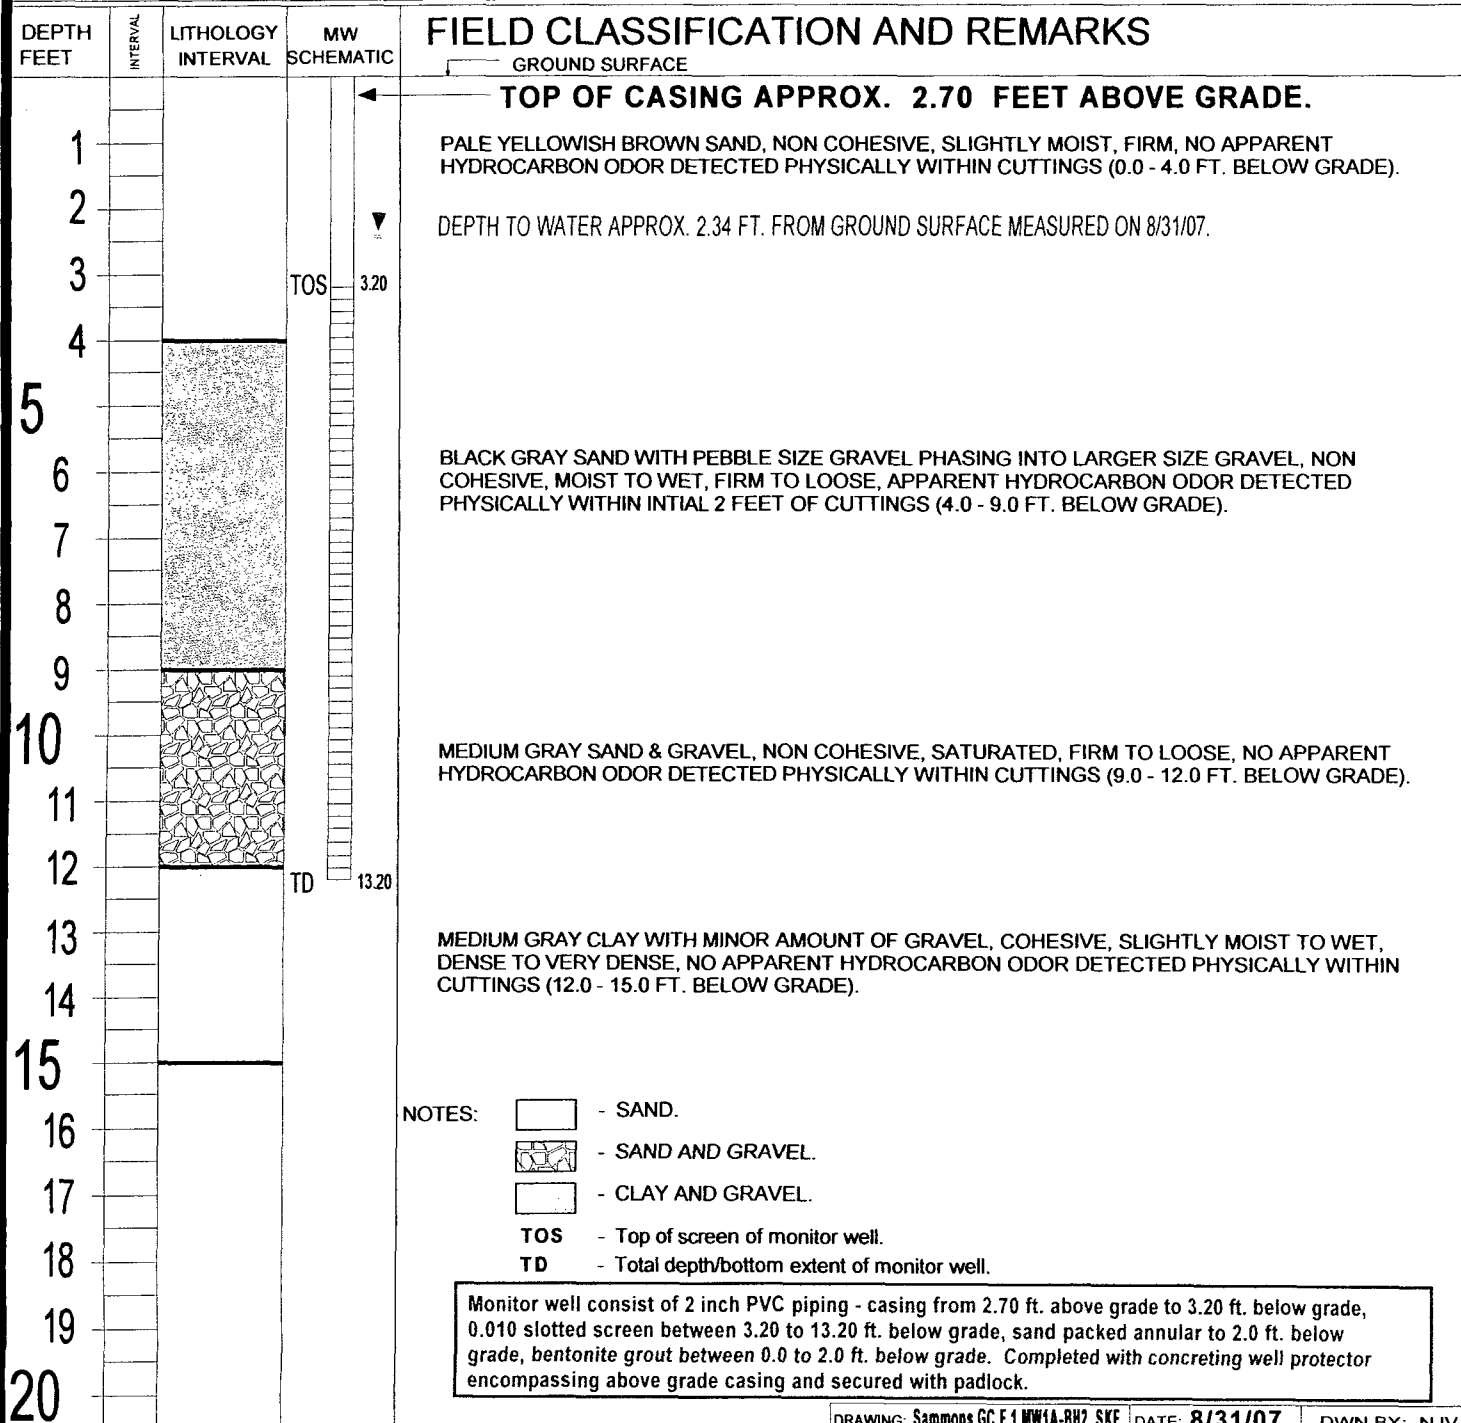 DEPTH FEET
INTERVAL
LITHOLOGY INTERVAL
MW SCHEMATIC
FIELD CLASSIFICATION AND REMARKS
GROUND SURFACE
TOP OF CASING APPROX. 2.70 FEET ABOVE GRADE.
1
PALE YELLOWISH BROWN SAND, NON COHESIVE, SLIGHTLY MOIST, FIRM, NO APPARENT
HYDROCARBON ODOR DETECTED PHYSICALLY WITHIN CUTTINGS (0.0 - 4.0 FT. BELOW GRADE).
2
DEPTH TO WATER APPROX. 2.34 FT. FROM GROUND SURFACE MEASURED ON 8/31/07.
3
TOS 3.20
4
5
6
BLACK GRAY SAND WITH PEBBLE SIZE GRAVEL PHASING INTO LARGER SIZE GRAVEL, NON
COHESIVE, MOIST TO WET, FIRM TO LOOSE, APPARENT HYDROCARBON ODOR DETECTED
PHYSICALLY WITHIN INTIAL 2 FEET OF CUTTINGS (4.0 - 9.0 FT. BELOW GRADE).
7
8
9
10
MEDIUM GRAY SAND & GRAVEL, NON COHESIVE, SATURATED, FIRM TO LOOSE, NO APPARENT
HYDROCARBON ODOR DETECTED PHYSICALLY WITHIN CUTTINGS (9.0 - 12.0 FT. BELOW GRADE).
11
12
TD 13.20
13
MEDIUM GRAY CLAY WITH MINOR AMOUNT OF GRAVEL, COHESIVE, SLIGHTLY MOIST TO WET,
DENSE TO VERY DENSE, NO APPARENT HYDROCARBON ODOR DETECTED PHYSICALLY WITHIN
CUTTINGS (12.0 - 15.0 FT. BELOW GRADE).
14
15
16
NOTES: - SAND.
- SAND AND GRAVEL.
17
- CLAY AND GRAVEL.
TOS - Top of screen of monitor well.
18
TD - Total depth/bottom extent of monitor well.
19
Monitor well consist of 2 inch PVC piping - casing from 2.70 ft. above grade to 3.20 ft. below grade,
0.010 slotted screen between 3.20 to 13.20 ft. below grade, sand packed annular to 2.0 ft. below
grade, bentonite grout between 0.0 to 2.0 ft. below grade. Completed with concreting well protector
encompassing above grade casing and secured with padlock.
20
DRAWING: Sammons GC F 1 MW1A-BH2. SKF DATE: 8/31/07 DWN BY: NJV